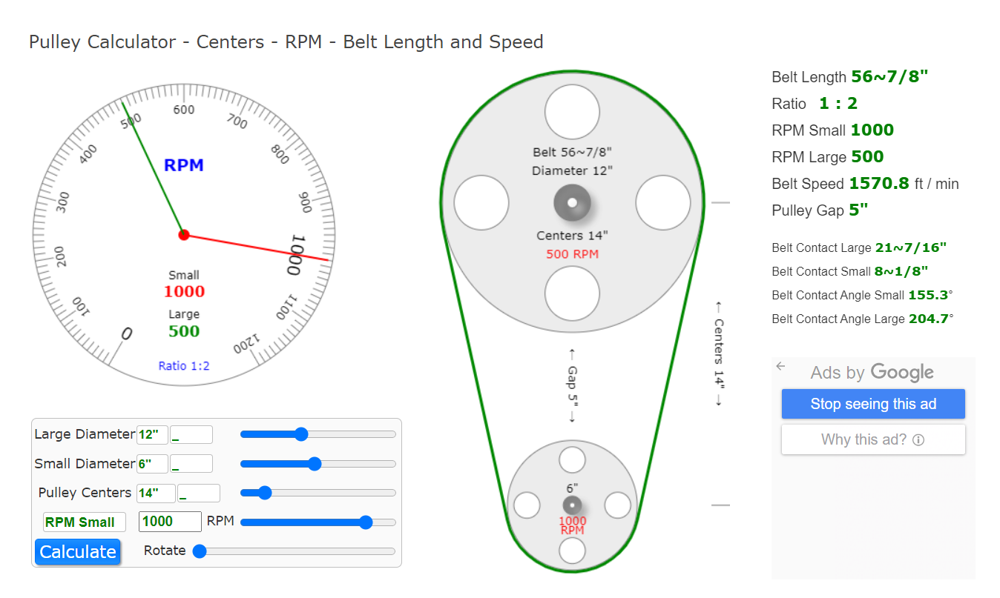 Pulley Calculator - Centers - RPM - Belt Length and Speed
0
100
200
300
400
500
600
700
800
900
1000
1100
1200
RPM
Small
1000
Large
500
Ratio 1:2
Large Diameter 12" _
Small Diameter 6" _
Pulley Centers 14" _
RPM Small 1000 RPM
Calculate Rotate
Belt 56~7/8"
Diameter 12"
Centers 14"
500 RPM
← Gap 5" →
← Centers 14" →
6"
1000
RPM
Belt Length 56~7/8"
Ratio 1 : 2
RPM Small 1000
RPM Large 500
Belt Speed 1570.8 ft / min
Pulley Gap 5"
Belt Contact Large 21~7/16"
Belt Contact Small 8~1/8"
Belt Contact Angle Small 155.3°
Belt Contact Angle Large 204.7°
Ads by Google
Stop seeing this ad
Why this ad?